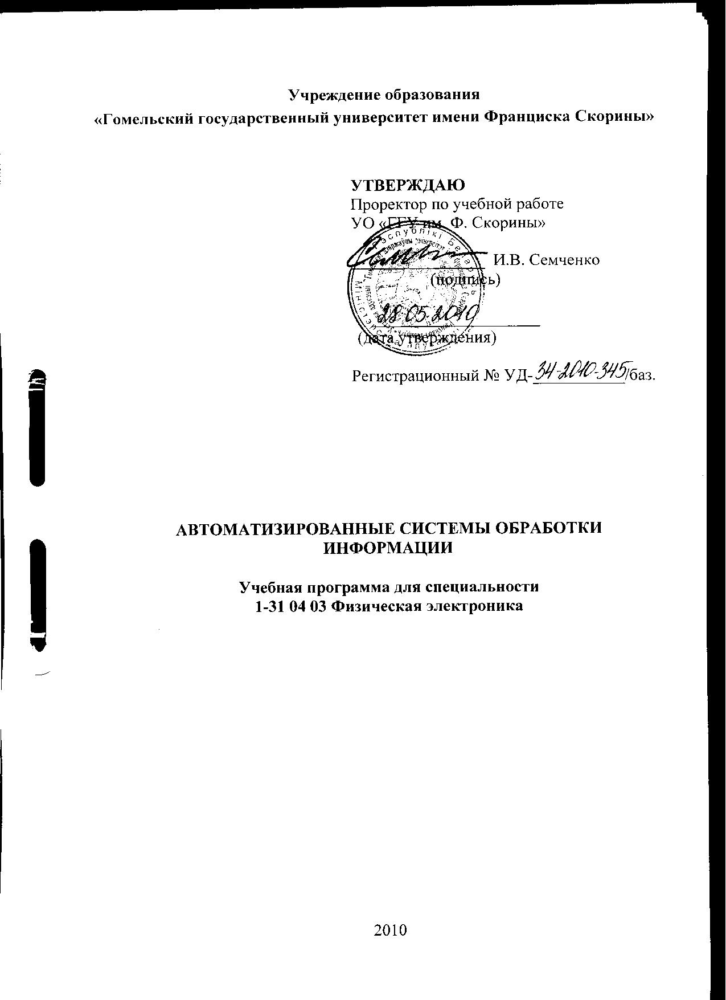 Учреждение образования
«Гомельский государственный университет имени Франциска Скорины»
УТВЕРЖДАЮ
Проректор по учебной работе
УО «ГГУ им. Ф. Скорины»
И.В. Семченко
(подпись)
28.05.2010
(дата утверждения)
Регистрационный № УД-34-2010-345/баз.
АВТОМАТИЗИРОВАННЫЕ СИСТЕМЫ ОБРАБОТКИ
ИНФОРМАЦИИ
Учебная программа для специальности
1-31 04 03 Физическая электроника
2010